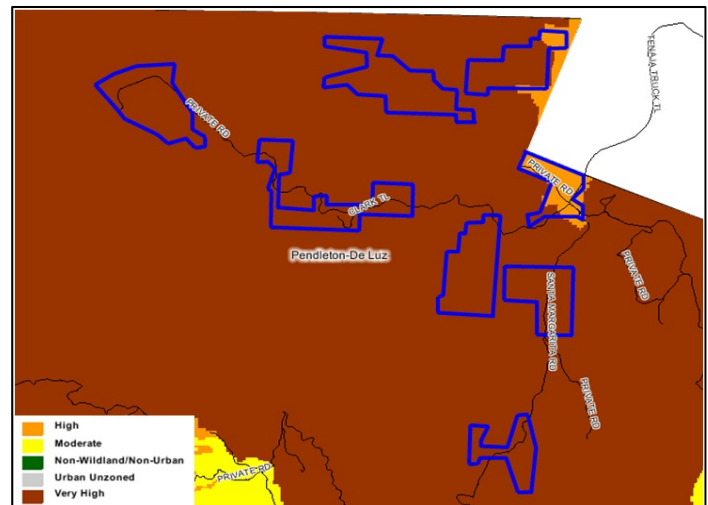 TENAJA TRUCK TL
PRIVATE RD
PRIVATE RD
CLARK TL
Pendleton-De Luz
PRIVATE RD
SANTA MARGARITA RD
PRIVATE RD
PRIVATE RD
High
Moderate
Non-Wildland/Non-Urban
Urban Unzoned
Very High